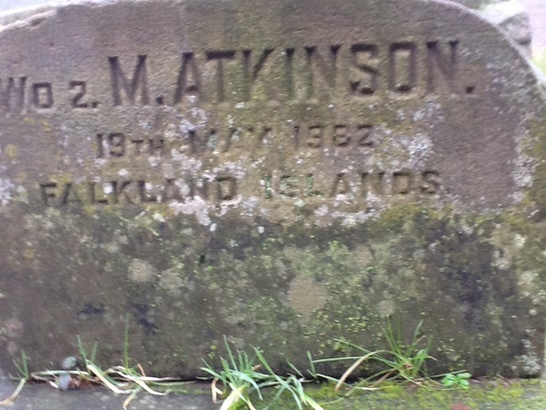 WO 2. M. ATKINSON.
19TH MAY 1982
FALKLAND ISLANDS.